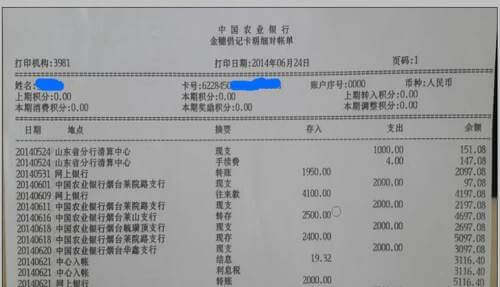 中国农业银行
金穗借记卡明细对帐单
打印机构:3981 打印日期:2014年06月24日 页码:1
姓名: 卡号:622845 账户序号:0000 币种:人民币
上期积分:0.00 本期积分:0.00 上期转入积分:0.00
本期消费积分:0.00 本期奖励积分:0.00 本期调整积分:0.00
日期 地点 摘要 存入 支出 余额
20140524 山东省分行清算中心 现支 1000.00 151.08
20140524 山东省分行清算中心 手续费 4.00 147.08
20140531 网上银行 转账 1950.00 2097.08
20140601 中国农业银行烟台莱院路支行 现支 2000.00 97.08
20140609 网上银行 往来款 4100.00 4197.08
20140611 中国农业银行烟台莱院路支行 现支 2000.00 2197.08
20140616 中国农业银行烟台莱山支行 转存 2500.00 4697.08
20140618 中国农业银行烟台毓璜顶支行 现支 2000.00 2697.08
20140618 中国农业银行烟台莱院路支行 现存 2400.00 5097.08
20140620 中国农业银行烟台华鑫支行 现支 2000.00 3097.08
20140621 中心入帐 结息 19.32 3116.40
20140621 中心入帐 利息税 3116.40
20140621 网上银行 转账 2000.00 5116.40